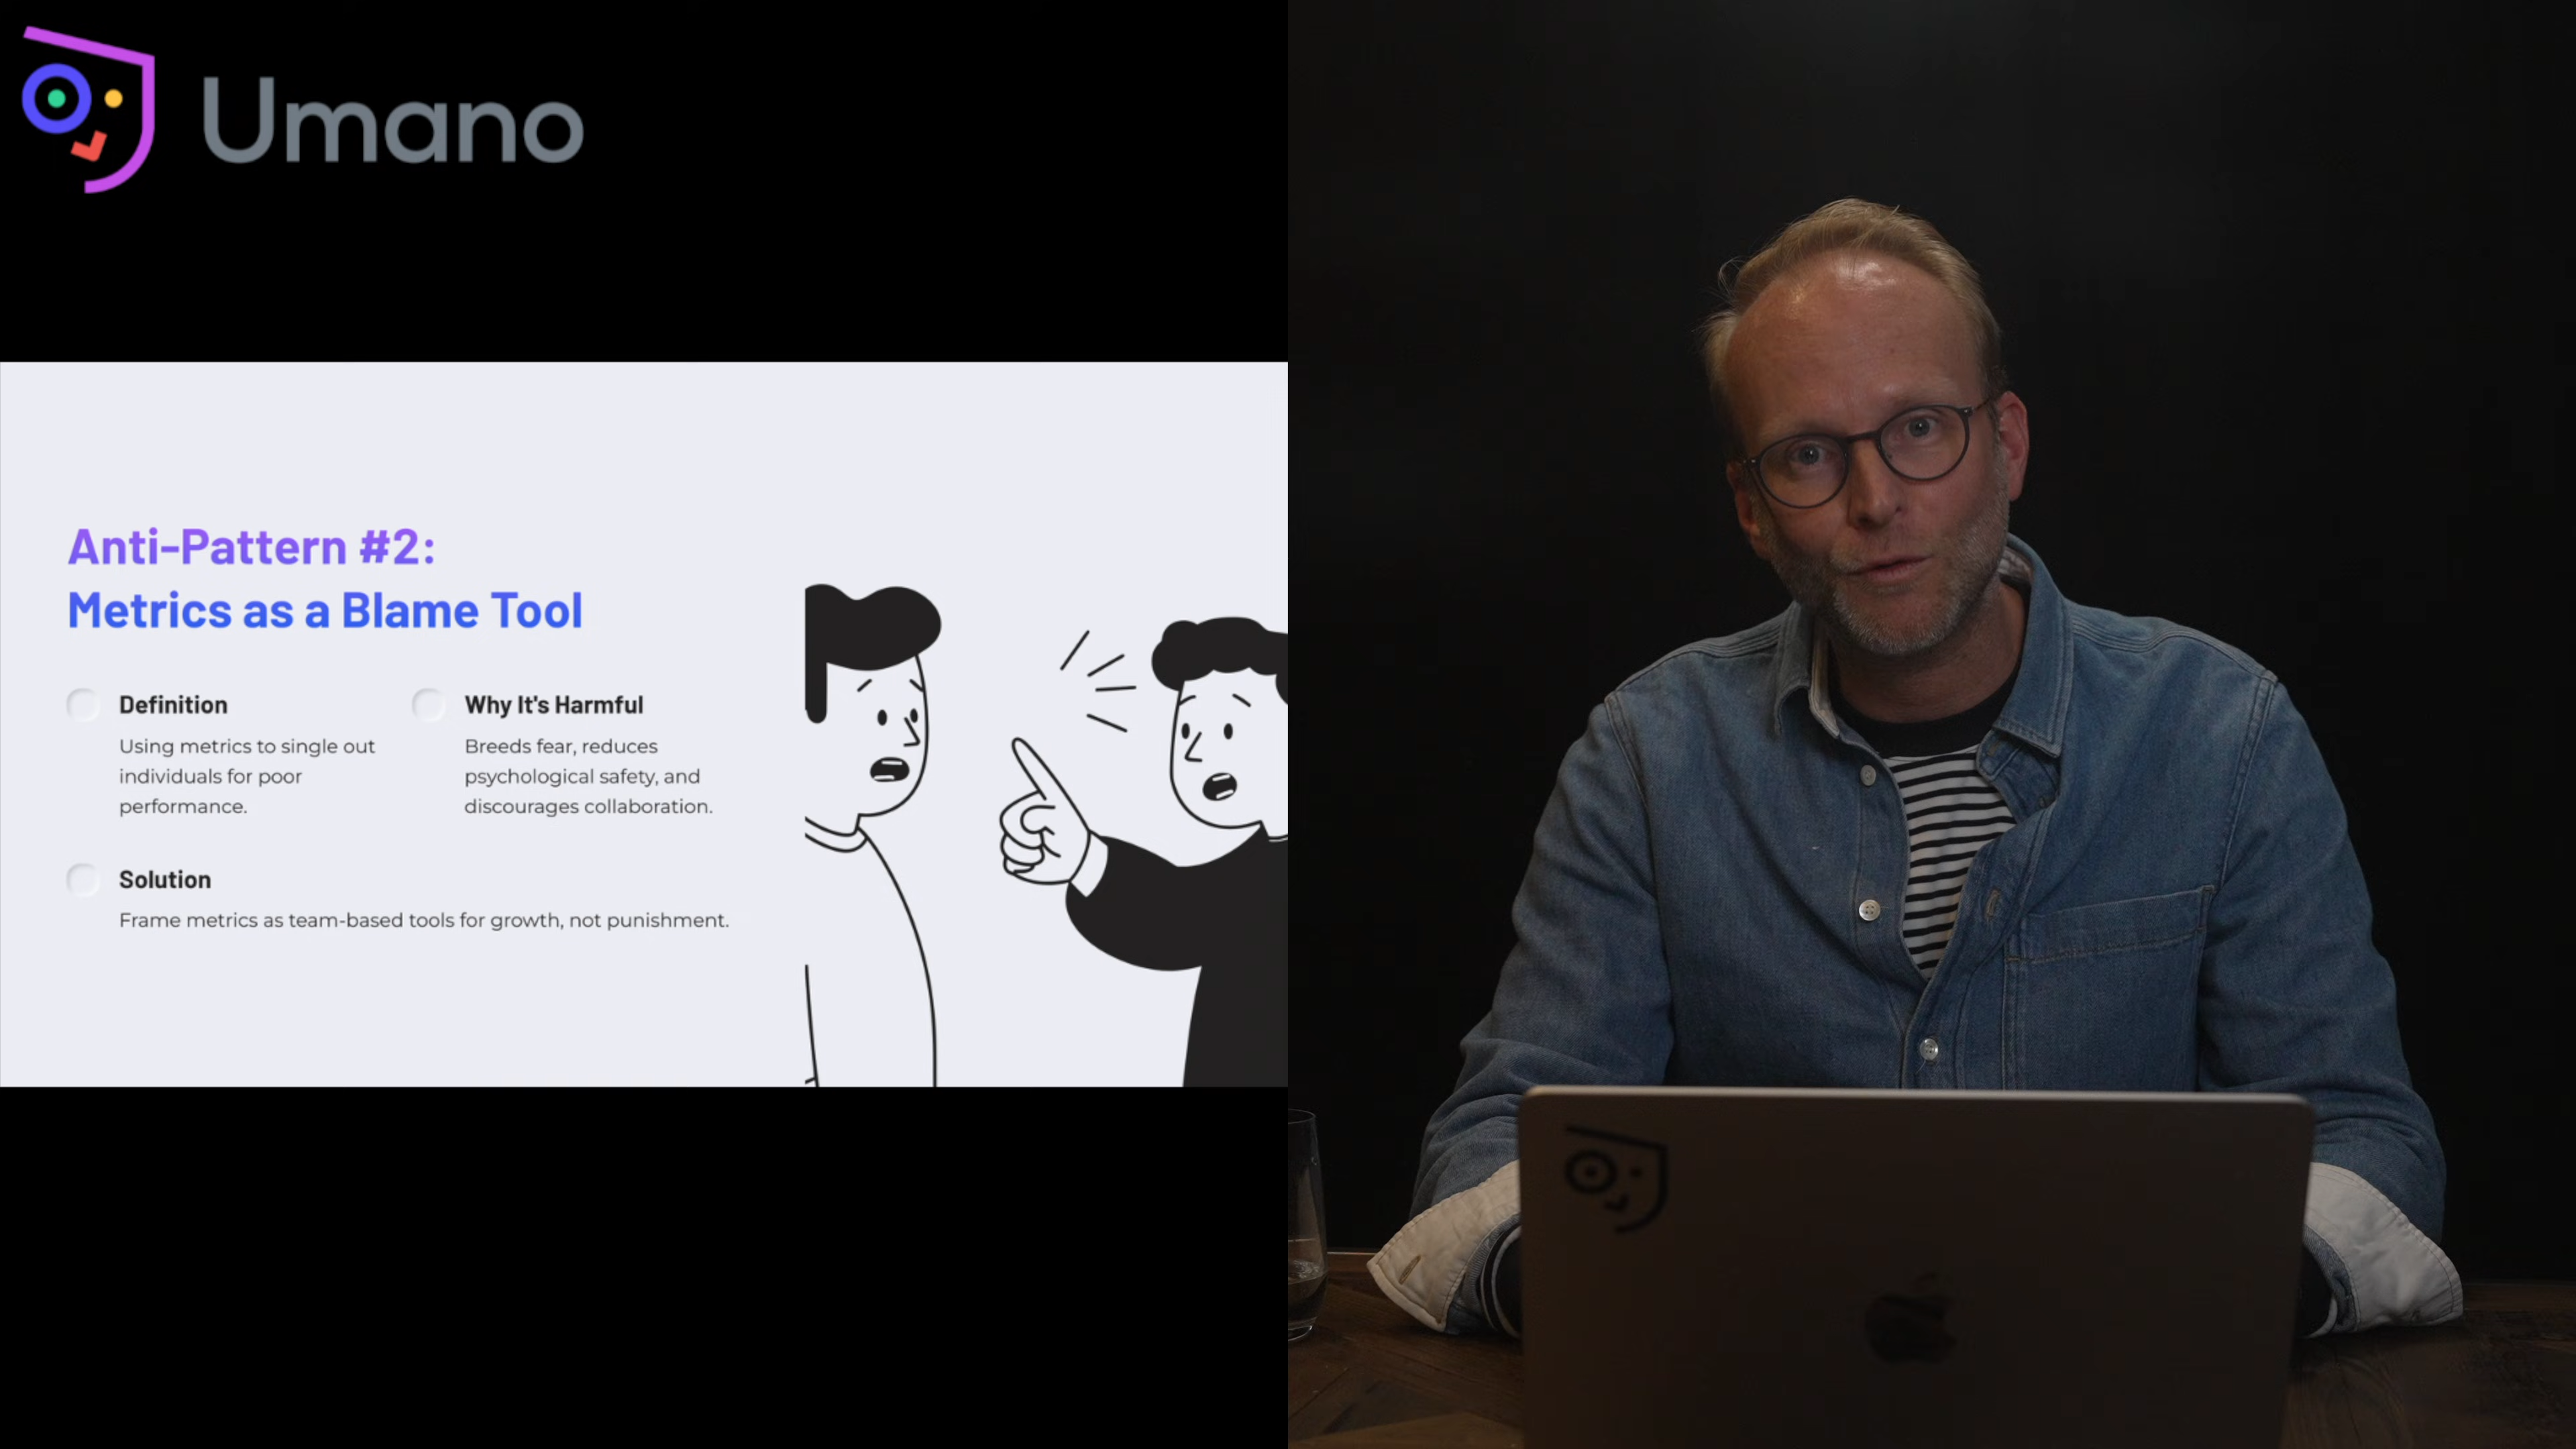 Umano
Anti-Pattern #2:
Metrics as a Blame Tool
Definition
Using metrics to single out
individuals for poor
performance.
Why It's Harmful
Breeds fear, reduces
psychological safety, and
discourages collaboration.
Solution
Frame metrics as team-based tools for growth, not punishment.